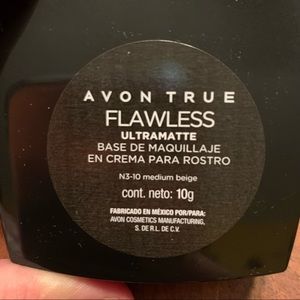 AVON TRUE
FLAWLESS
ULTRAMATTE
BASE DE MAQUILLAJE
EN CREMA PARA ROSTRO
N3-10 medium beige
cont. neto: 10g
FABRICADO EN MÉXICO POR/PARA:
AVON COSMETICS MANUFACTURING,
S. DE R.L. DE C.V.